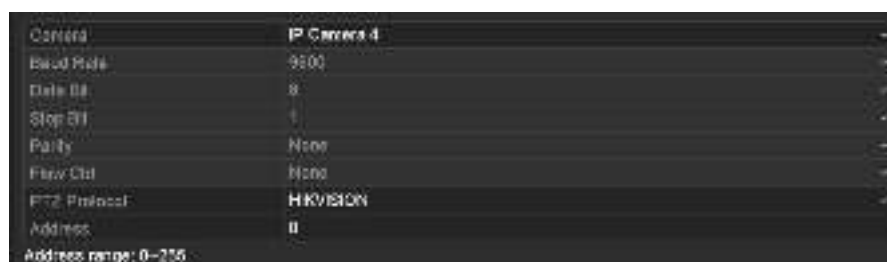 Camera IP Camera 4
Baud Rate 9600
Data Bit 8
Stop Bit 1
Parity None
Flow Ctrl None
PTZ Protocol HIKVISION
Address 0
Address range: 0~255